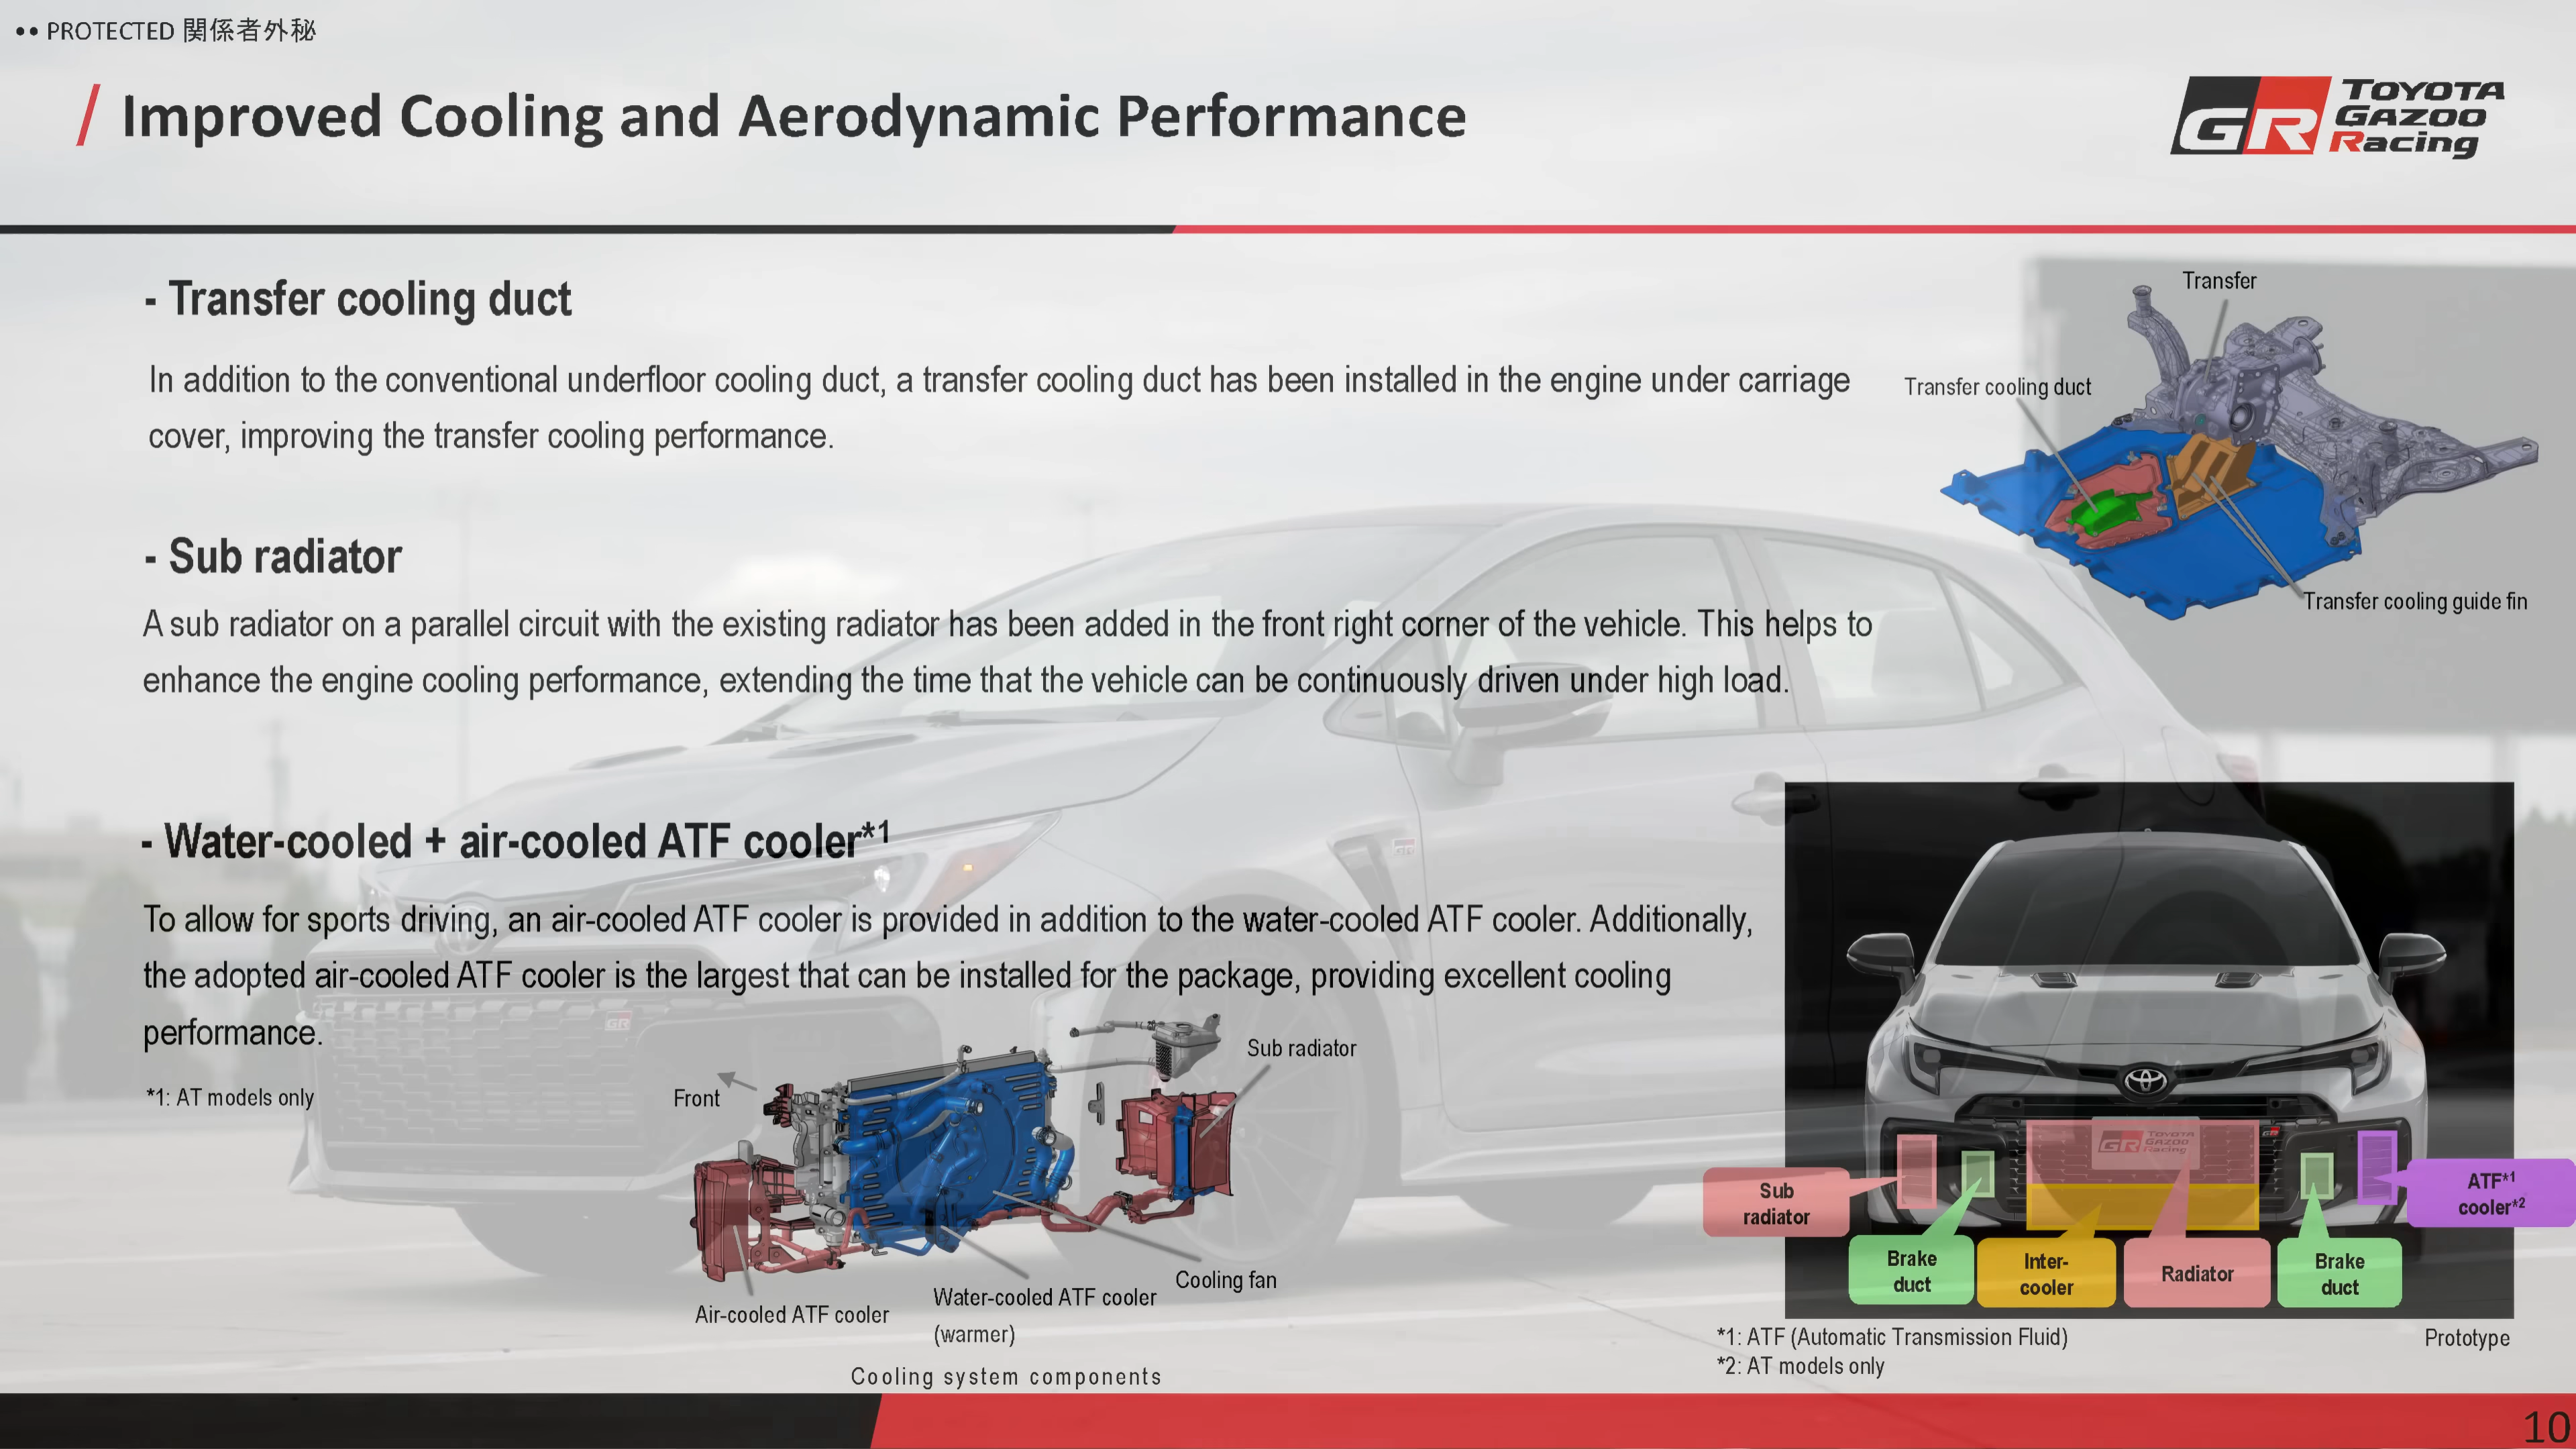 •• PROTECTED 関係者外秘
/ Improved Cooling and Aerodynamic Performance
GR TOYOTA
GAZOO
Racing
- Transfer cooling duct
In addition to the conventional underfloor cooling duct, a transfer cooling duct has been installed in the engine under carriage
cover, improving the transfer cooling performance.
Transfer
Transfer cooling duct
Transfer cooling guide fin
- Sub radiator
A sub radiator on a parallel circuit with the existing radiator has been added in the front right corner of the vehicle. This helps to
enhance the engine cooling performance, extending the time that the vehicle can be continuously driven under high load.
- Water-cooled + air-cooled ATF cooler*1
To allow for sports driving, an air-cooled ATF cooler is provided in addition to the water-cooled ATF cooler. Additionally,
the adopted air-cooled ATF cooler is the largest that can be installed for the package, providing excellent cooling
performance.
*1: AT models only
GR
GR
Front
Sub radiator
Air-cooled ATF cooler
Water-cooled ATF cooler
(warmer)
Cooling fan
Cooling system components
GR TOYOTA
GAZOO
Racing
GR
Sub
radiator
Brake
duct
Inter-
cooler
Radiator
Brake
duct
ATF*1
cooler*2
*1: ATF (Automatic Transmission Fluid)
*2: AT models only
Prototype
10